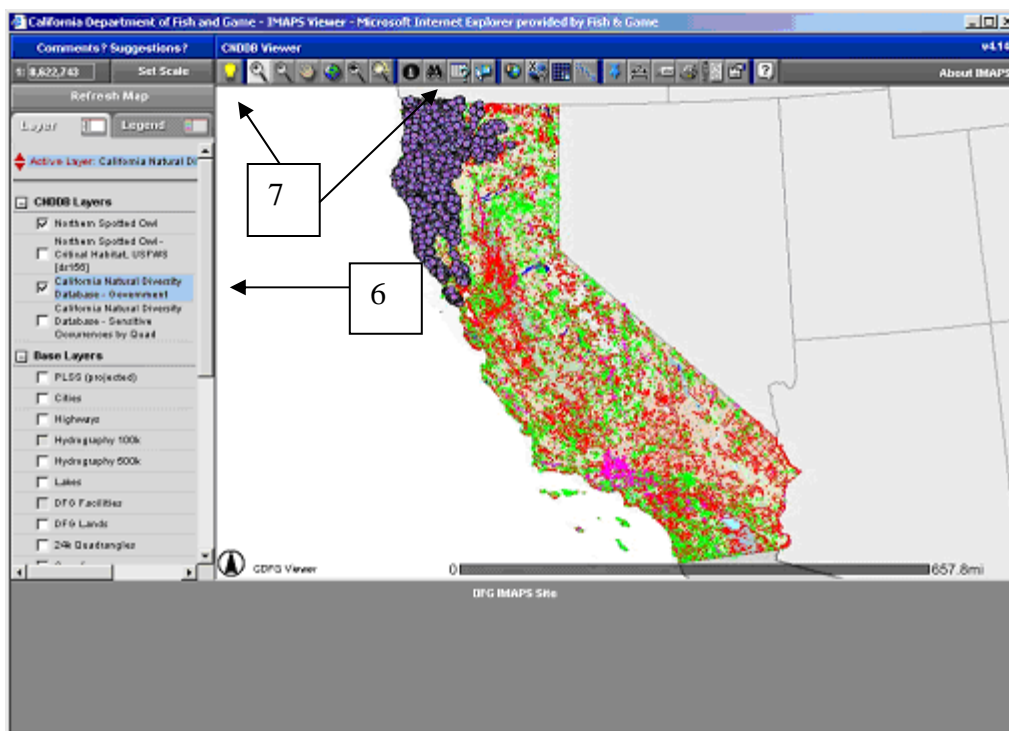 California Department of Fish and Game - IMAPS Viewer - Microsoft Internet Explorer provided by Fish & Game
Comments? Suggestions?
CNDDB Viewer
v4.14
1: 8,622,743
Set Scale
About IMAPS
Refresh Map
Layer
Legend
Active Layer: California Natural Di
7
CNDDB Layers
Northern Spotted Owl
Northern Spotted Owl -
Critical Habitat, USFWS
[ds156]
California Natural Diversity
Database - Government
6
California Natural Diversity
Database - Sensitive
Occurrences by Quad
Base Layers
PLSS (projected)
Cities
Highways
Hydrography 100k
Hydrography 500k
Lakes
DFG Facilities
DFG Lands
24k Quadrangles
CDFG Viewer
0
657.8mi
DFG IMAPS Site